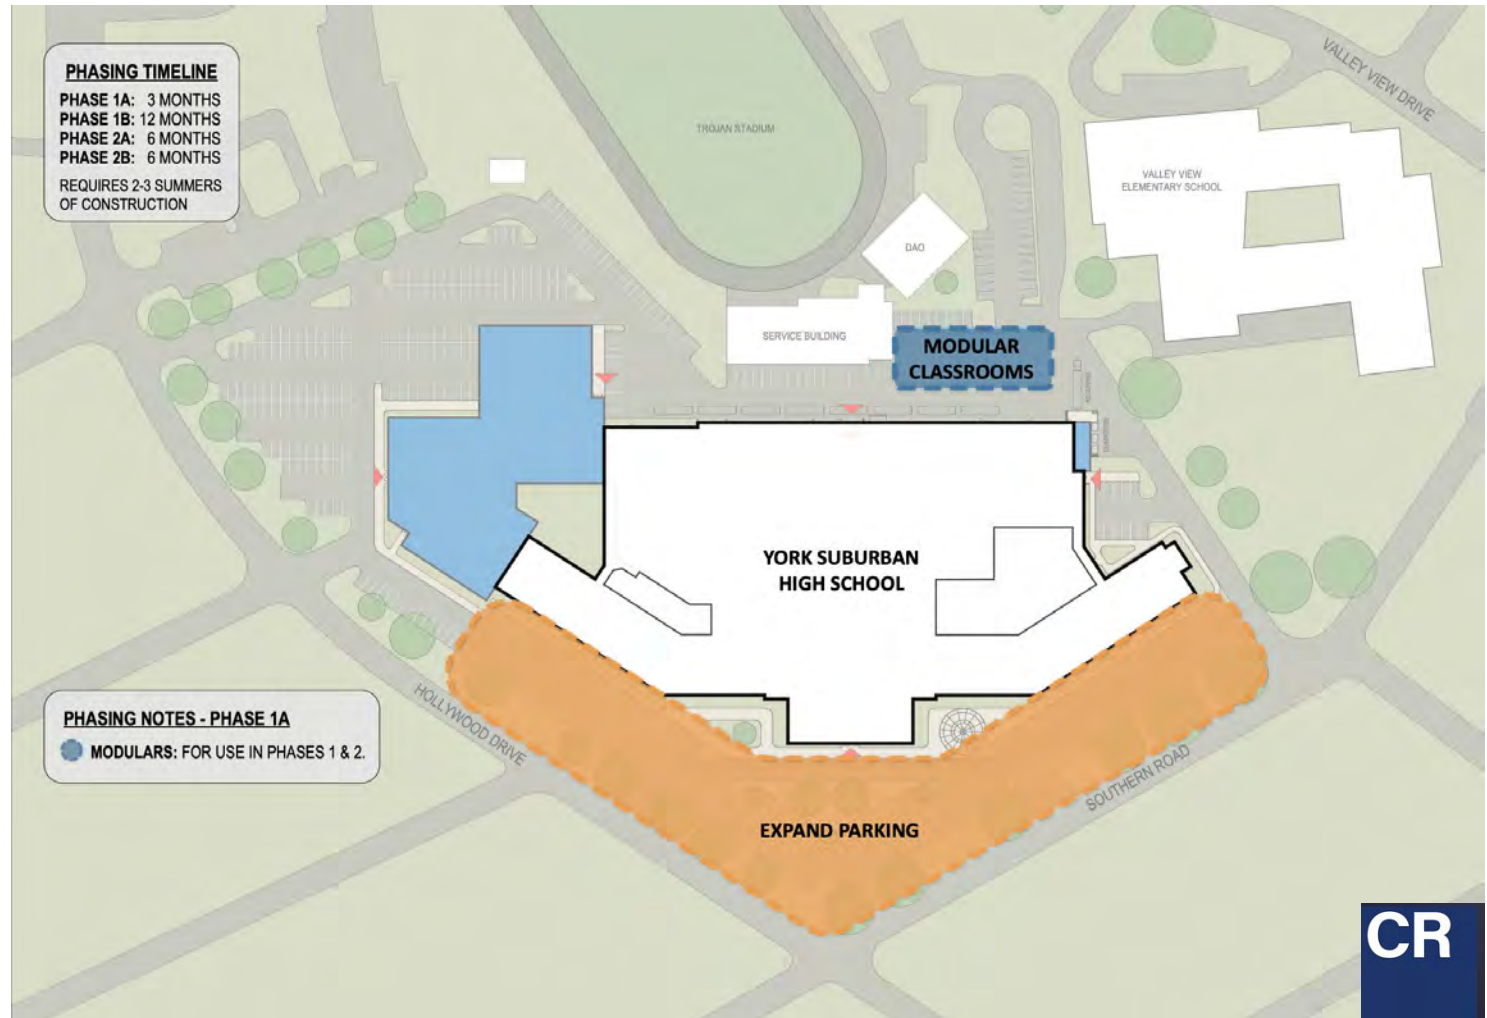 PHASING TIMELINE
PHASE 1A: 3 MONTHS
PHASE 1B: 12 MONTHS
PHASE 2A: 6 MONTHS
PHASE 2B: 6 MONTHS
REQUIRES 2-3 SUMMERS
OF CONSTRUCTION
VALLEY VIEW DRIVE
TROJAN STADIUM
VALLEY VIEW
ELEMENTARY SCHOOL
DAO
SERVICE BUILDING
MODULAR
CLASSROOMS
YORK SUBURBAN
HIGH SCHOOL
HOLLYWOOD DRIVE
SOUTHERN ROAD
PHASING NOTES - PHASE 1A
MODULARS: FOR USE IN PHASES 1 & 2.
EXPAND PARKING
CR